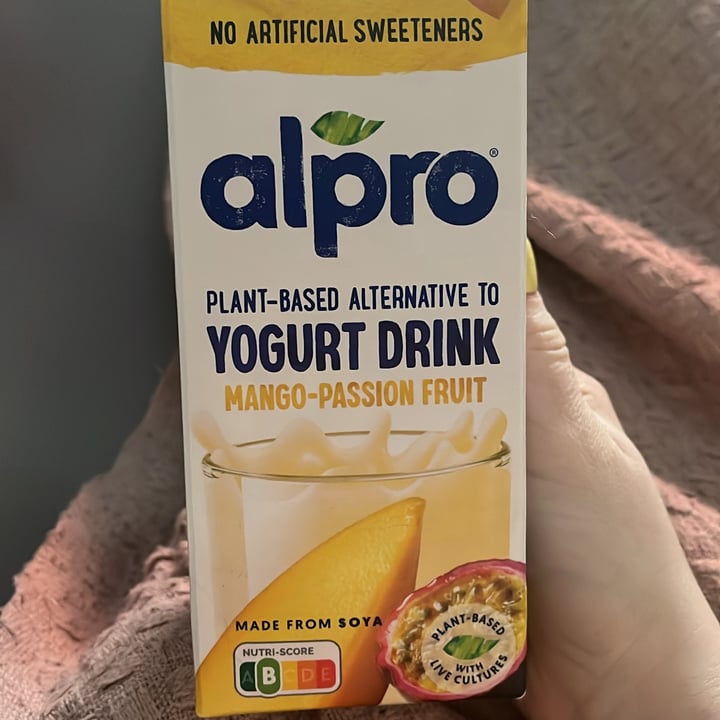 NO ARTIFICIAL SWEETENERS
alpro®
PLANT-BASED ALTERNATIVE TO
YOGURT DRINK
MANGO-PASSION FRUIT
MADE FROM SOYA
NUTRI-SCORE
A B C D E
PLANT-BASED
WITH
LIVE CULTURES